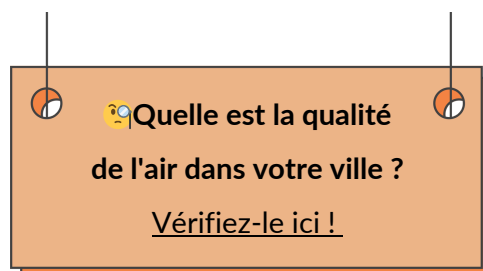 🧐Quelle est la qualité
de l'air dans votre ville ?
Vérifiez-le ici !